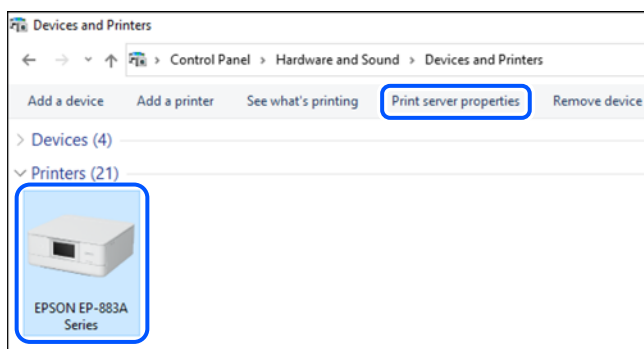 Devices and Printers
Control Panel > Hardware and Sound > Devices and Printers
Add a device Add a printer See what's printing Print server properties Remove device
Devices (4)
Printers (21)
EPSON EP-883A
Series